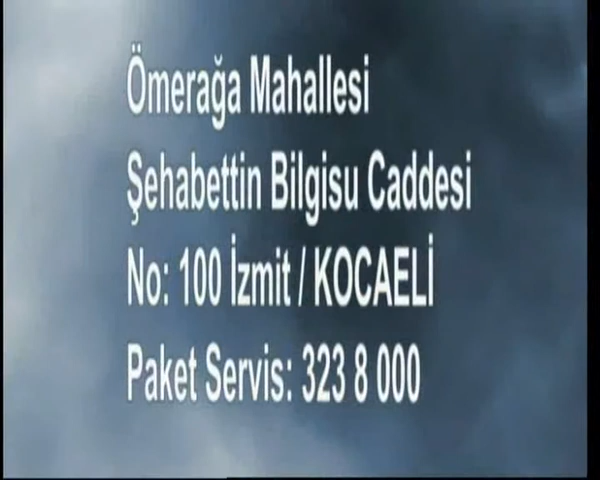 Ömerağa Mahallesi
Şehabettin Bilgisu Caddesi
No: 100 İzmit / KOCAELİ
Paket Servis: 323 8 000